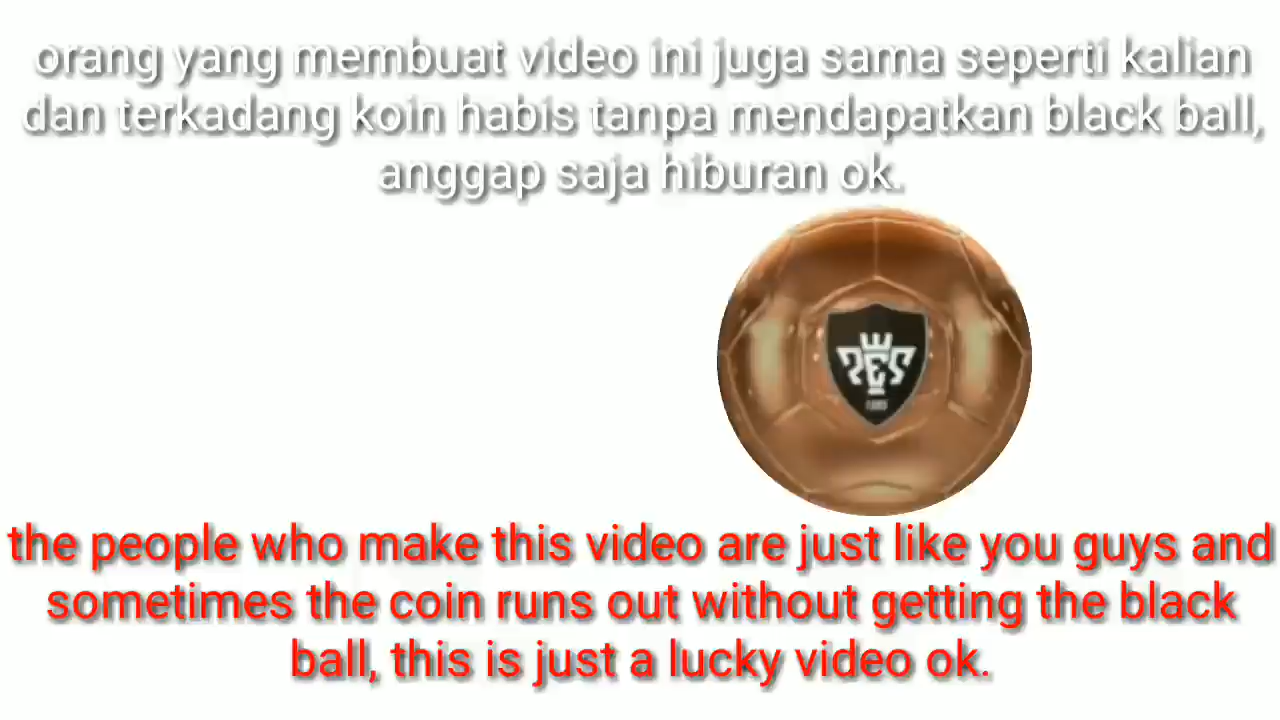 orang yang membuat video ini juga sama seperti kalian
dan terkadang koin habis tanpa mendapatkan black ball,
anggap saja hiburan ok.
PES
the people who make this video are just like you guys and
sometimes the coin runs out without getting the black
ball, this is just a lucky video ok.